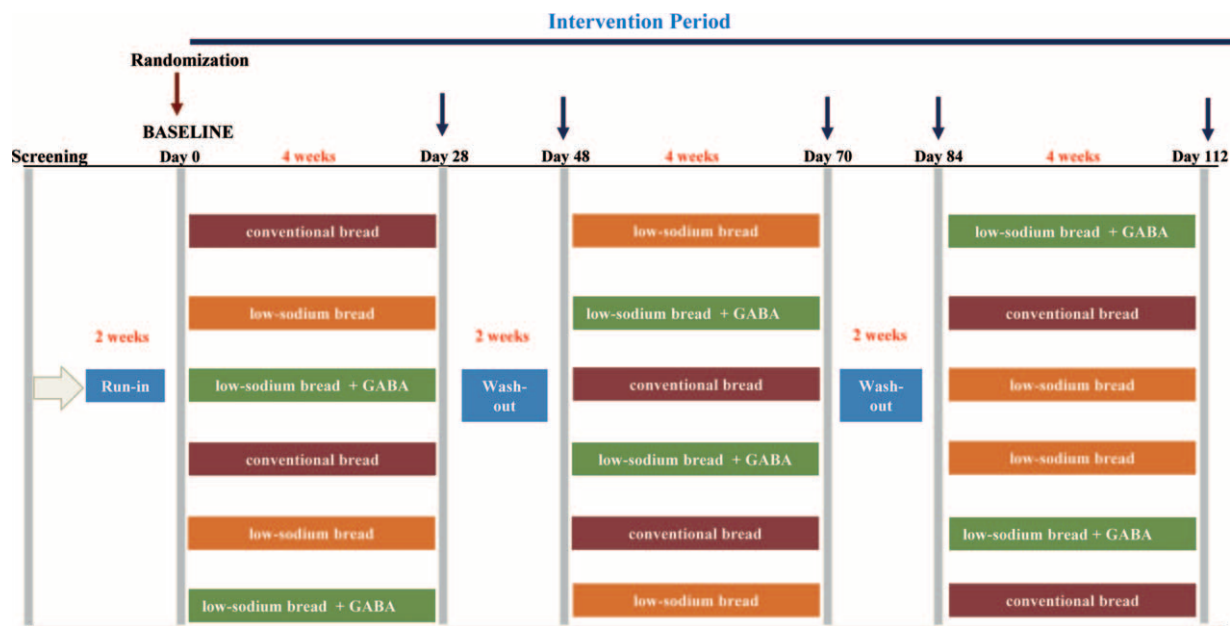 Intervention Period
Randomization
BASELINE
Screening Day 0 4 weeks Day 28 Day 48 4 weeks Day 70 Day 84 4 weeks Day 112
conventional bread low-sodium bread low-sodium bread + GABA
low-sodium bread low-sodium bread + GABA conventional bread
2 weeks 2 weeks 2 weeks
Run-in low-sodium bread + GABA Wash-
out conventional bread Wash-
out low-sodium bread
conventional bread low-sodium bread + GABA low-sodium bread
low-sodium bread conventional bread low-sodium bread + GABA
low-sodium bread + GABA low-sodium bread conventional bread